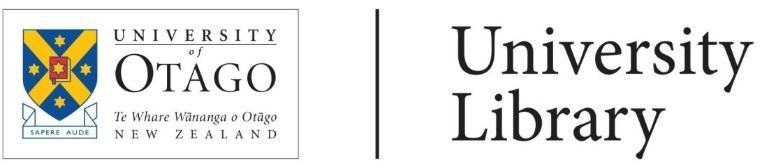 UNIVERSITY
of
OTAGO
Te Whare Wānanga o Otāgo
NEW ZEALAND
SAPERE AUDE
University
Library